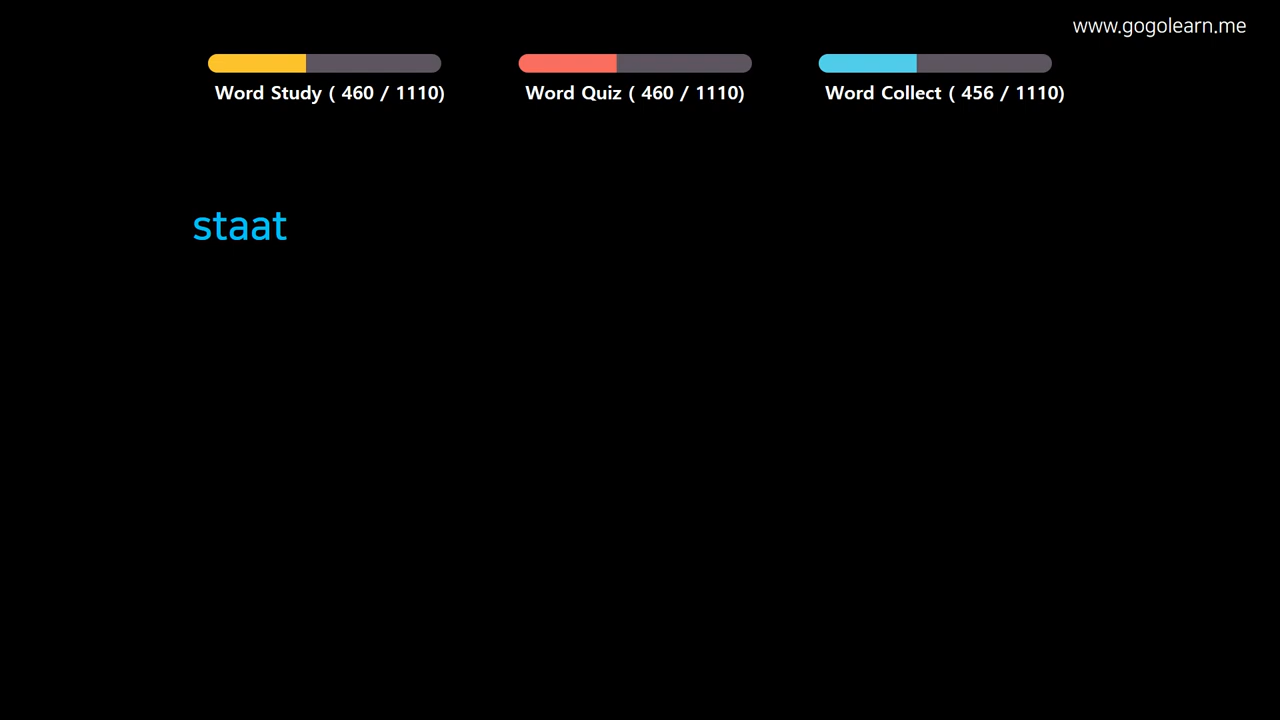 www.gogolearn.me
Word Study ( 460 / 1110)
Word Quiz ( 460 / 1110)
Word Collect ( 456 / 1110)
staat